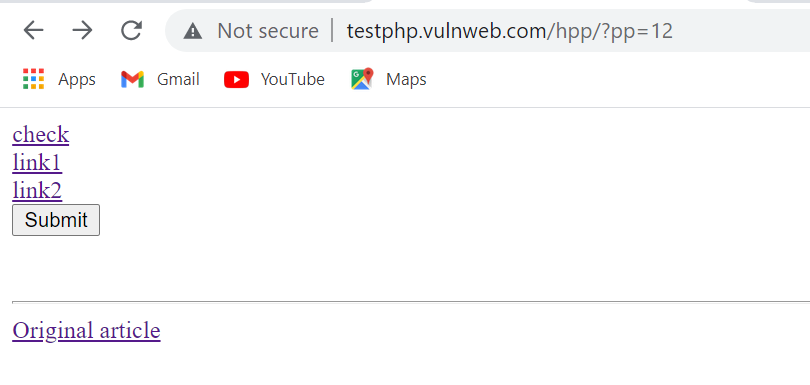 Not secure | testphp.vulnweb.com/hpp/?pp=12
Apps Gmail YouTube Maps
check
link1
link2
Submit
Original article